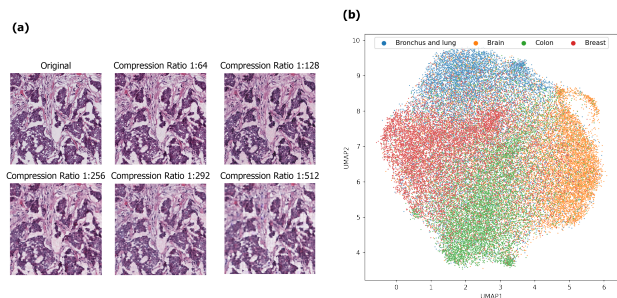 (a)
Original
Compression Ratio 1:64
Compression Ratio 1:128
Compression Ratio 1:256
Compression Ratio 1:292
Compression Ratio 1:512
(b)
Bronchus and lung
Brain
Colon
Breast
10
9
8
7
6
5
4
UMAP2
0
1
2
3
4
5
6
UMAP1